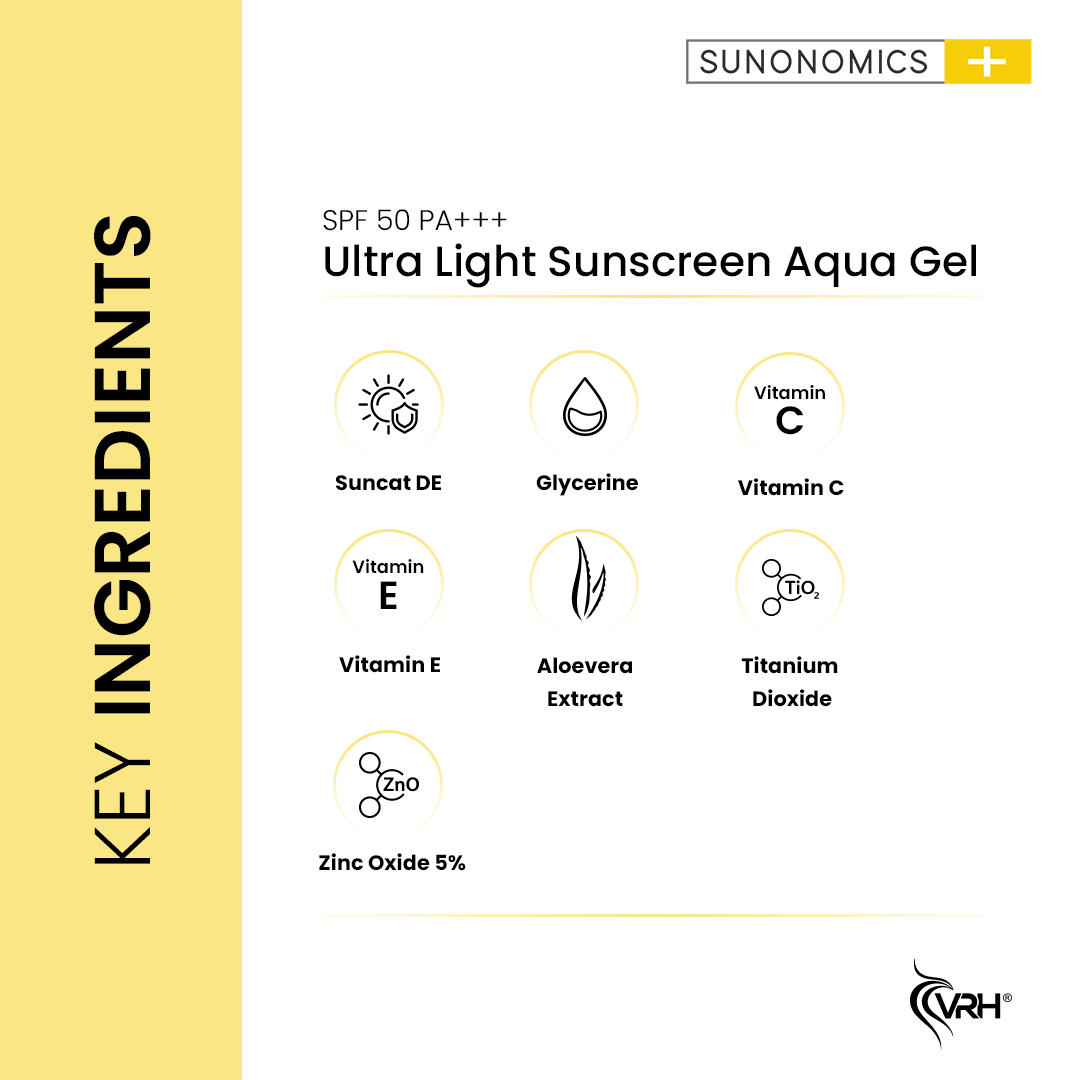 SUNONOMICS +
KEY INGREDIENTS
SPF 50 PA+++
Ultra Light Sunscreen Aqua Gel
Suncat DE
Glycerine
Vitamin
C
Vitamin C
Vitamin
E
Vitamin E
Aloevera
Extract
TiO₂
Titanium
Dioxide
ZnO
Zinc Oxide 5%
VRH®